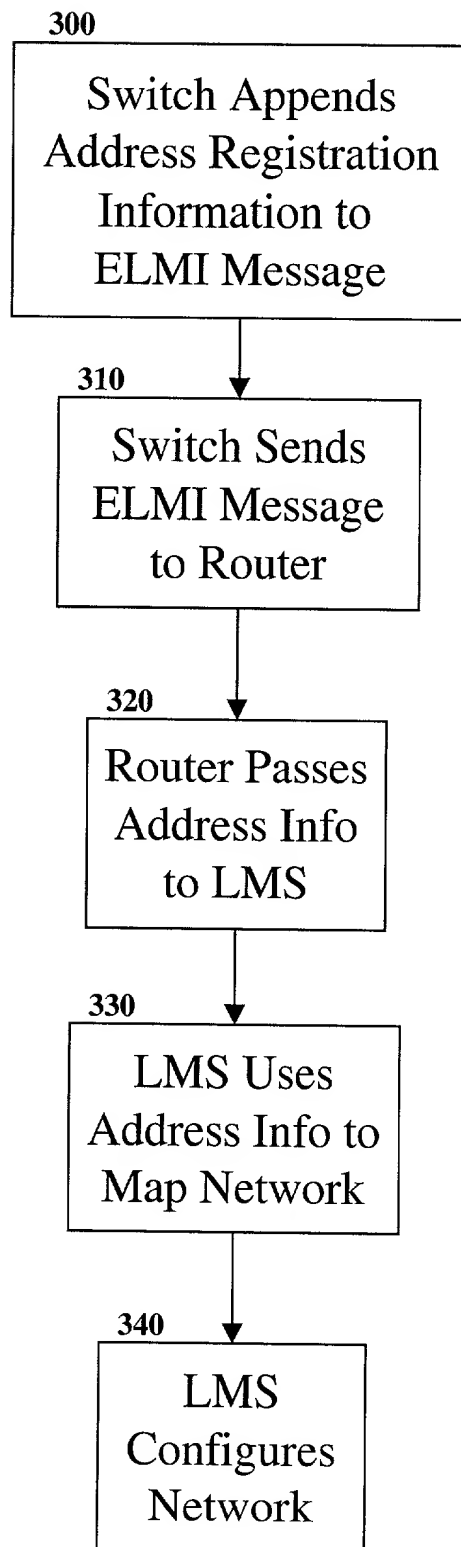 300
Switch Appends
Address Registration
Information to
ELMI Message
310
Switch Sends
ELMI Message
to Router
320
Router Passes
Address Info
to LMS
330
LMS Uses
Address Info to
Map Network
340
LMS
Configures
Network